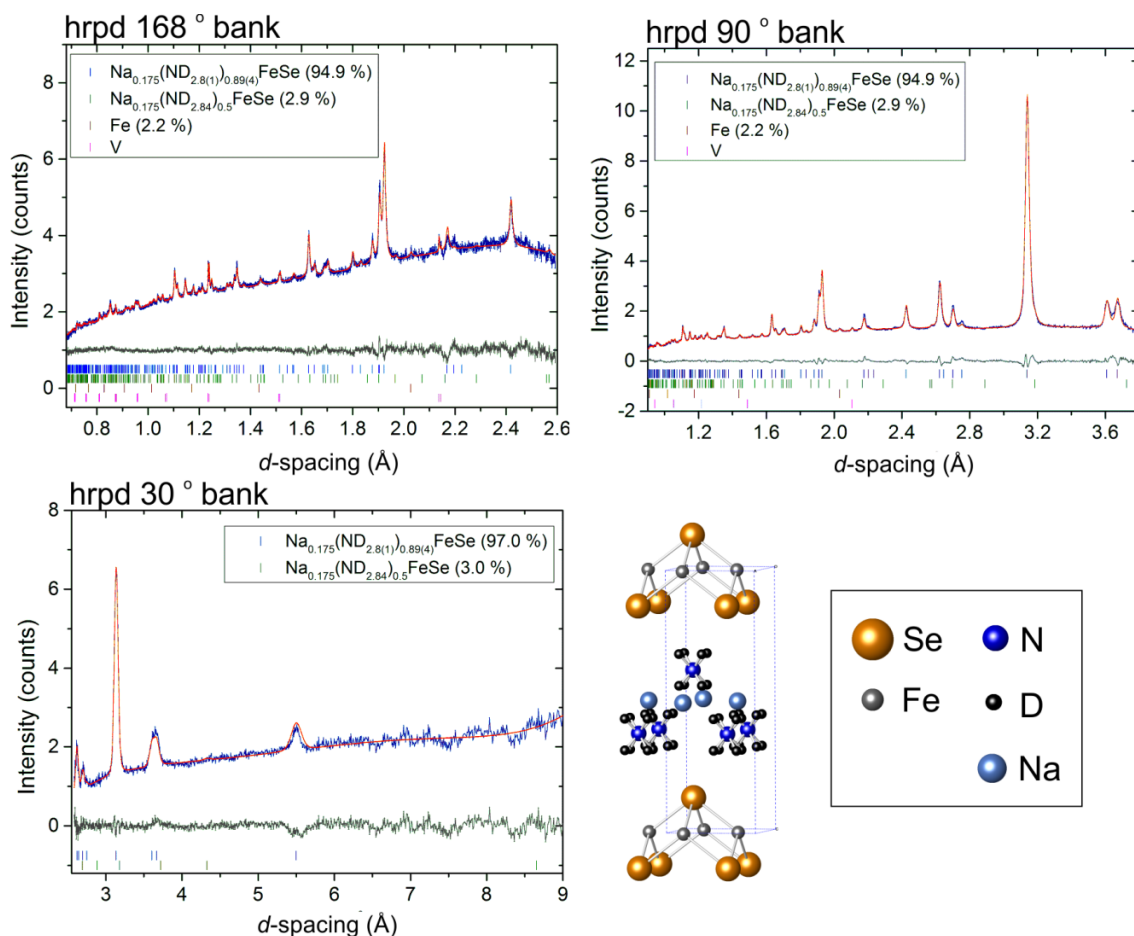 hrpd 168 ° bank
Na0.175(ND2.8(1))0.89(4)FeSe (94.9 %)
Na0.175(ND2.84)0.5FeSe (2.9 %)
Fe (2.2 %)
V
Intensity (counts)
8
6
4
2
0
0.8 1.0 1.2 1.4 1.6 1.8 2.0 2.2 2.4 2.6
d-spacing (Å)
hrpd 90 ° bank
Na0.175(ND2.8(1))0.89(4)FeSe (94.9 %)
Na0.175(ND2.84)0.5FeSe (2.9 %)
Fe (2.2 %)
V
Intensity (counts)
12
10
8
6
4
2
0
-2
1.2 1.6 2.0 2.4 2.8 3.2 3.6
d-spacing (Å)
hrpd 30 ° bank
Na0.175(ND2.8(1))0.89(4)FeSe (97.0 %)
Na0.175(ND2.84)0.5FeSe (3.0 %)
Intensity (counts)
8
6
4
2
0
3 4 5 6 7 8 9
d-spacing (Å)
Se N
Fe D
Na